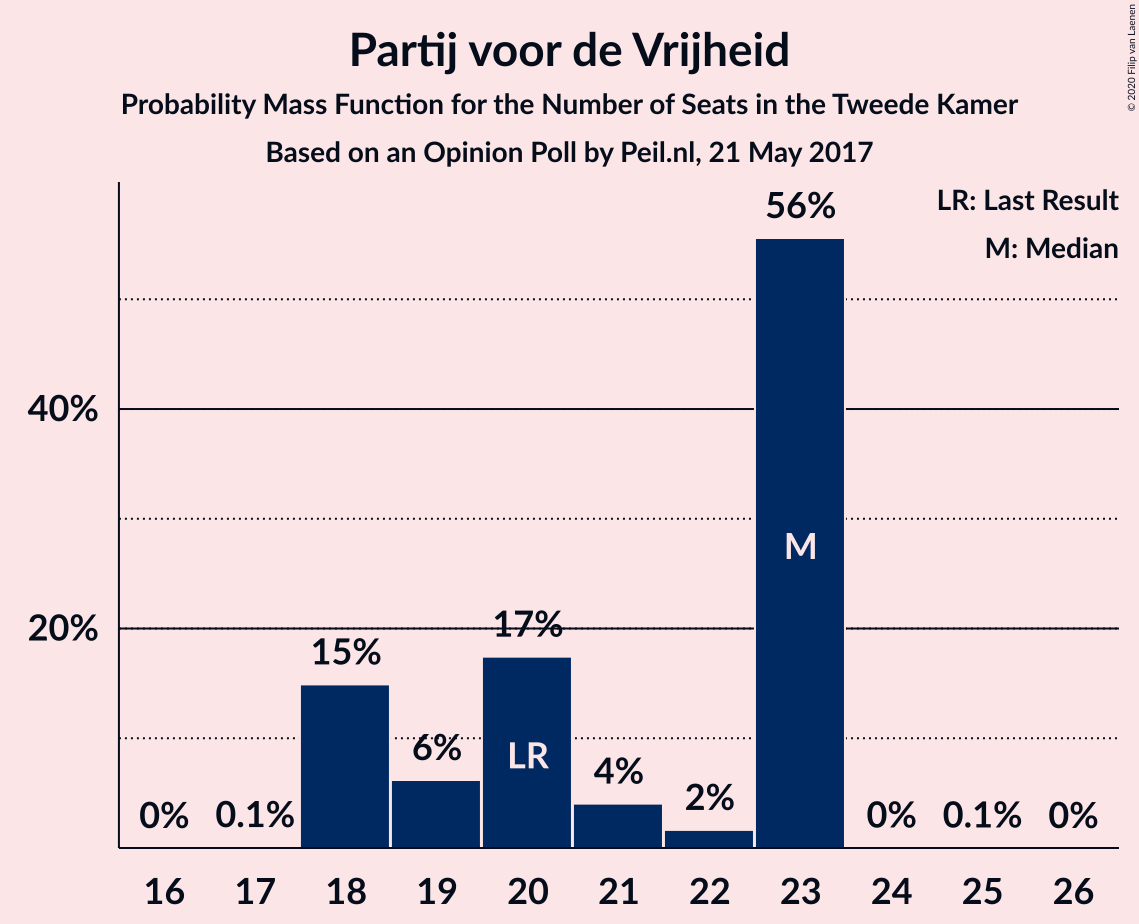 Partij voor de Vrijheid
Probability Mass Function for the Number of Seats in the Tweede Kamer
Based on an Opinion Poll by Peil.nl, 21 May 2017
© 2020 Filip van Laenen
LR: Last Result
M: Median
56%
40%
M
20%
17%
15%
6%
LR
4%
2%
0%
0.1%
0%
0.1%
0%
16 17 18 19 20 21 22 23 24 25 26